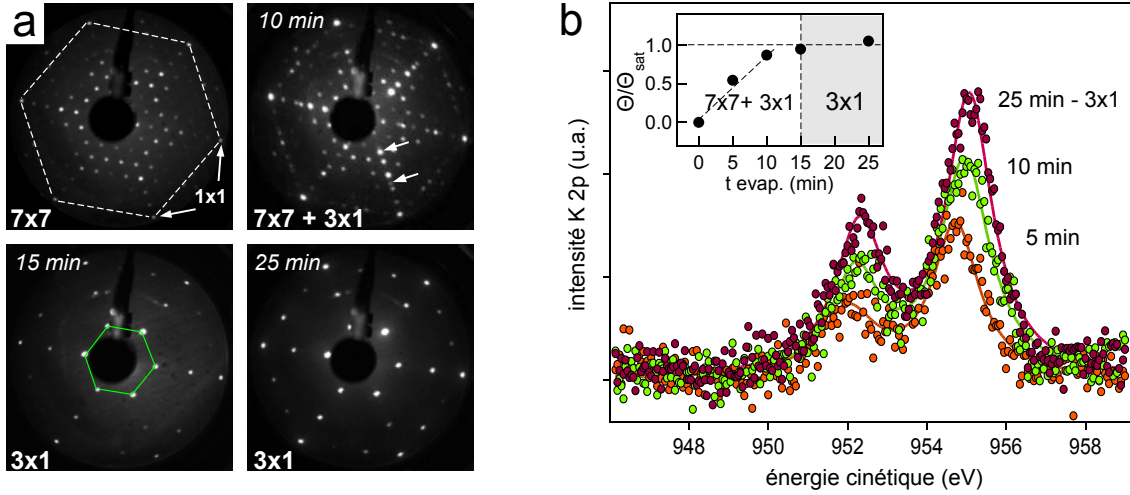 a
10 min
1x1
7x7
7x7 + 3x1
15 min
25 min
3x1
3x1
b
Θ/Θsat
1.0
0.5
0.0
7x7+ 3x1
3x1
0 5 10 15 20 25
t evap. (min)
25 min - 3x1
10 min
5 min
intensité K 2p (u.a.)
948 950 952 954 956 958
énergie cinétique (eV)